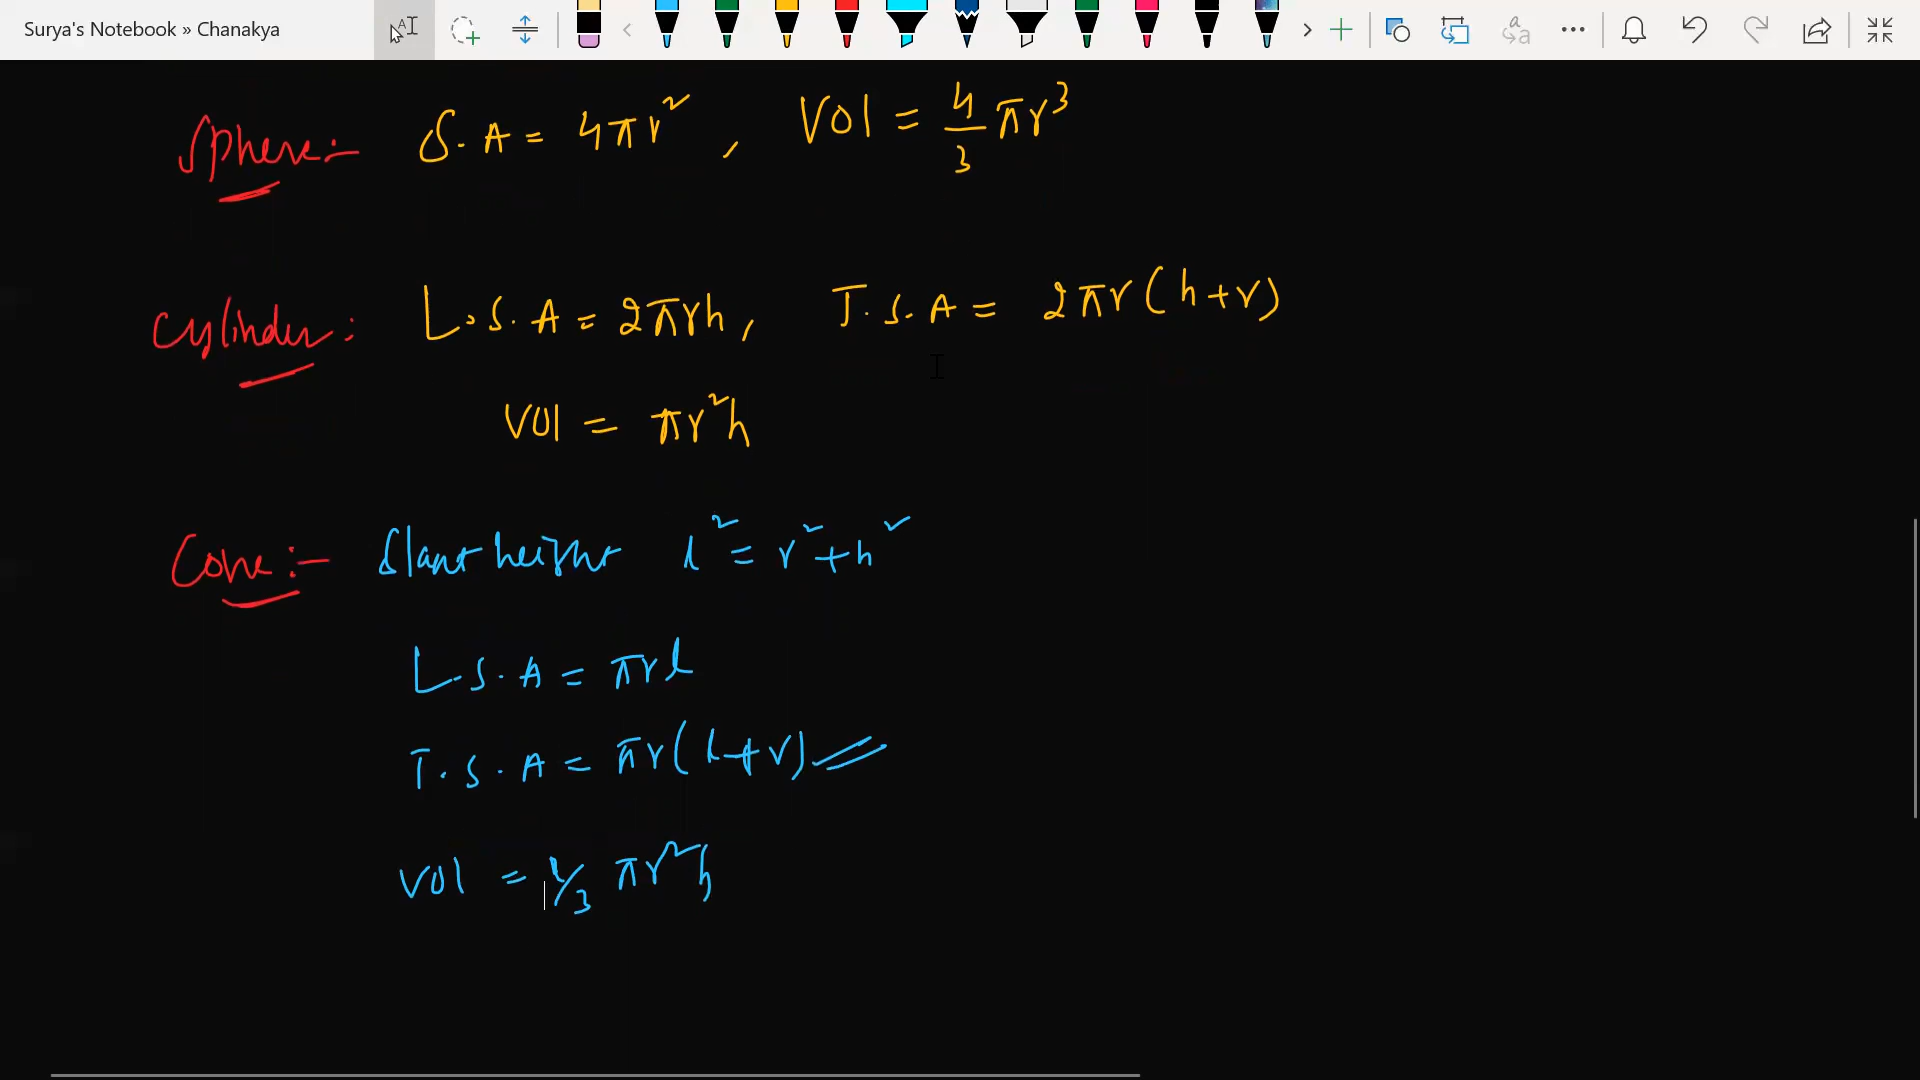 Surya's Notebook » Chanakya
Sphere:- S.A = 4πr², Vol = 4/3 πr³
Cylinder: L.S.A = 2πrh, T.S.A = 2πr(h+r)
Vol = πr²h
Cone:- Slant height l² = r²+h²
L.S.A = πrl
T.S.A = πr(l+r)
Vol = 1/3 πr²h